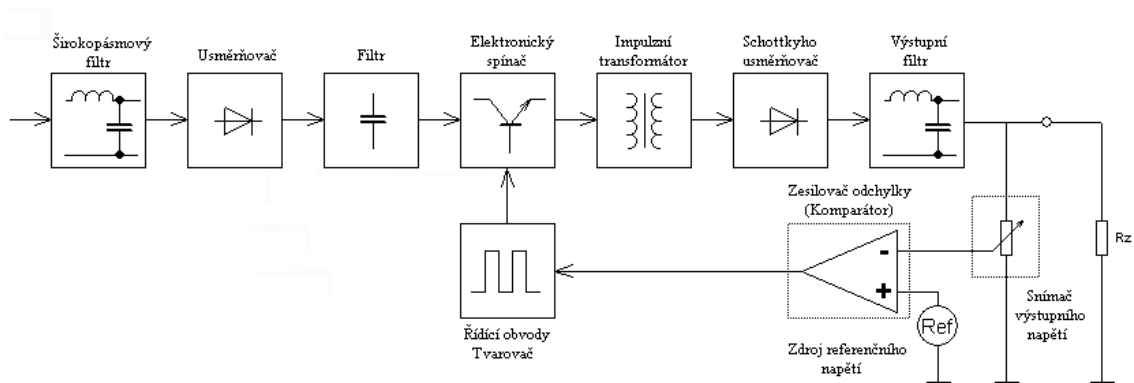 Širokopásmový
filtr
Usměrňovač
Filtr
Elektronický
spínač
Impulzní
transformátor
Schottkyho
usměrňovač
Výstupní
filtr
Zesilovač odchylky
(Komparátor)
-
+
Ref
Rz
Snímač
výstupního
napětí
Řídící obvody
Tvarovač
Zdroj referenčního
napětí